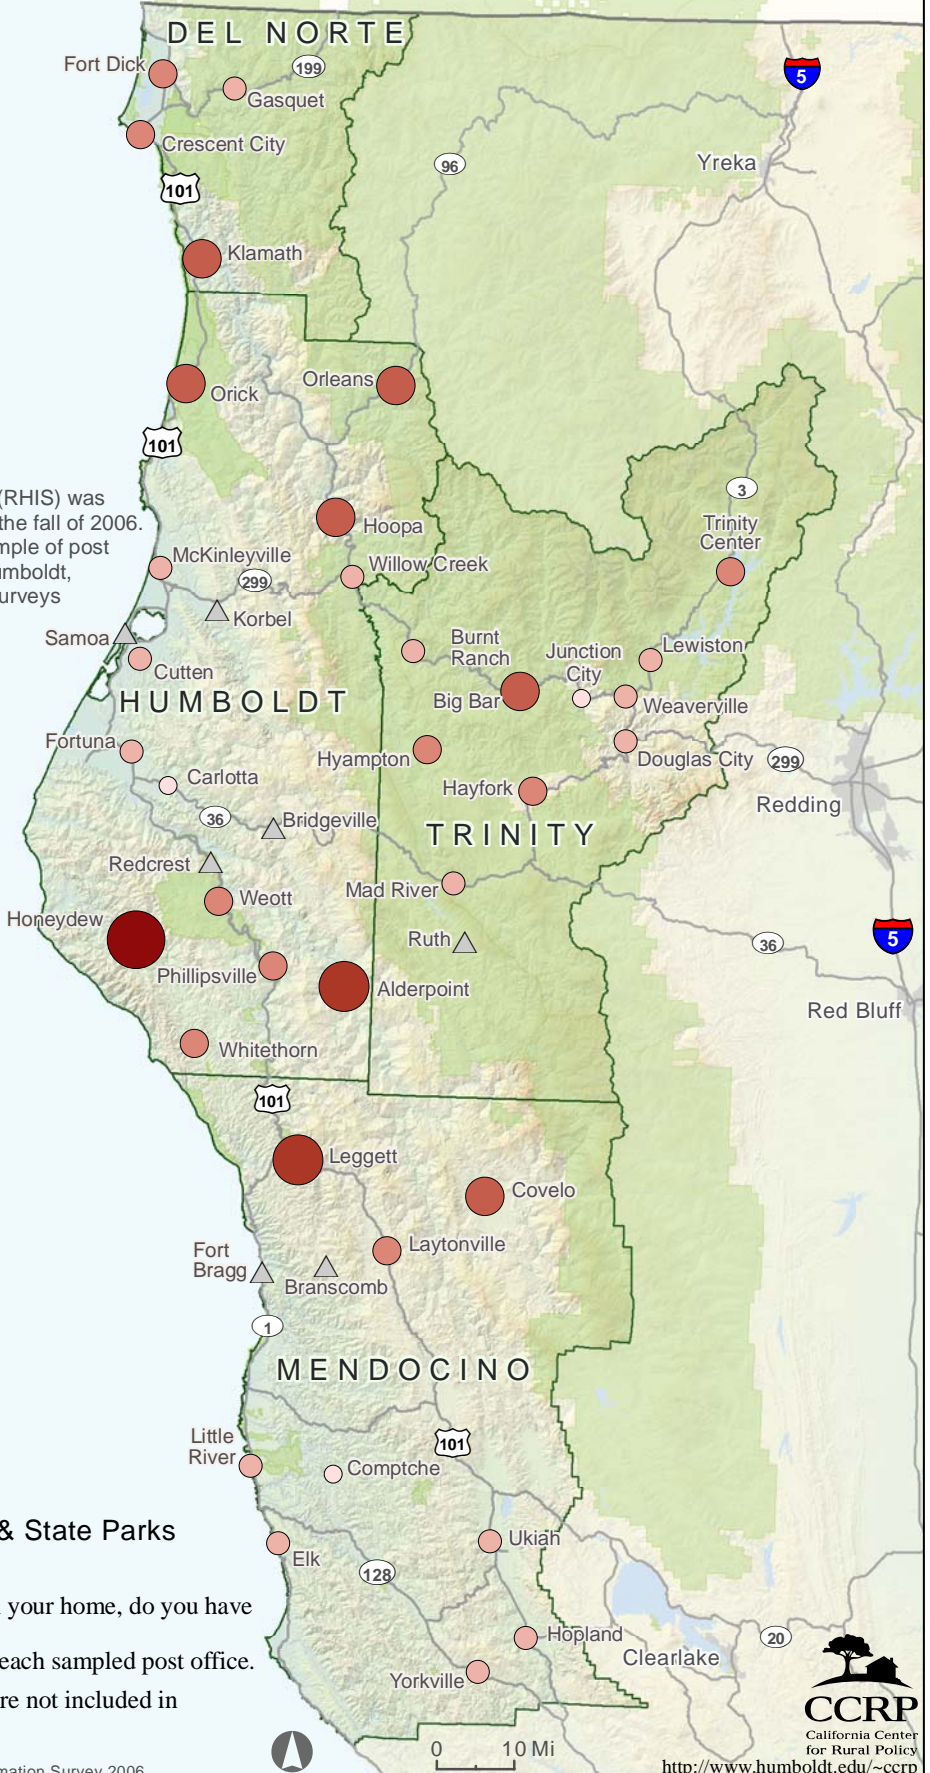 DEL NORTE
Fort Dick
199
5
Gasquet
Crescent City
96
Yreka
101
Klamath
Orleans
Orick
101
3
(RHIS) was
the fall of 2006.
mple of post
umboldt,
urveys
Hoopa
Trinity
Center
McKinleyville
Willow Creek
299
Korbel
Samoa
Burnt
Ranch
Junction
City
Lewiston
Cutten
HUMBOLDT
Big Bar
Weaverville
Fortuna
Hyampton
Douglas City
299
Carlotta
Hayfork
Redding
36
Bridgeville
TRINITY
Redcrest
Mad River
Weott
Honeydew
Ruth
36
5
Phillipsville
Alderpoint
Red Bluff
Whitethorn
101
Leggett
Covelo
Laytonville
Fort
Bragg
Branscomb
1
MENDOCINO
Little
River
101
Comptche
& State Parks
Ukiah
Elk
128
your home, do you have
Hopland
20
Clearlake
each sampled post office.
Yorkville
re not included in
CCRP
California Center
for Rural Policy
0 10 Mi
http://www.humboldt.edu/~ccrp
mation Survey 2006